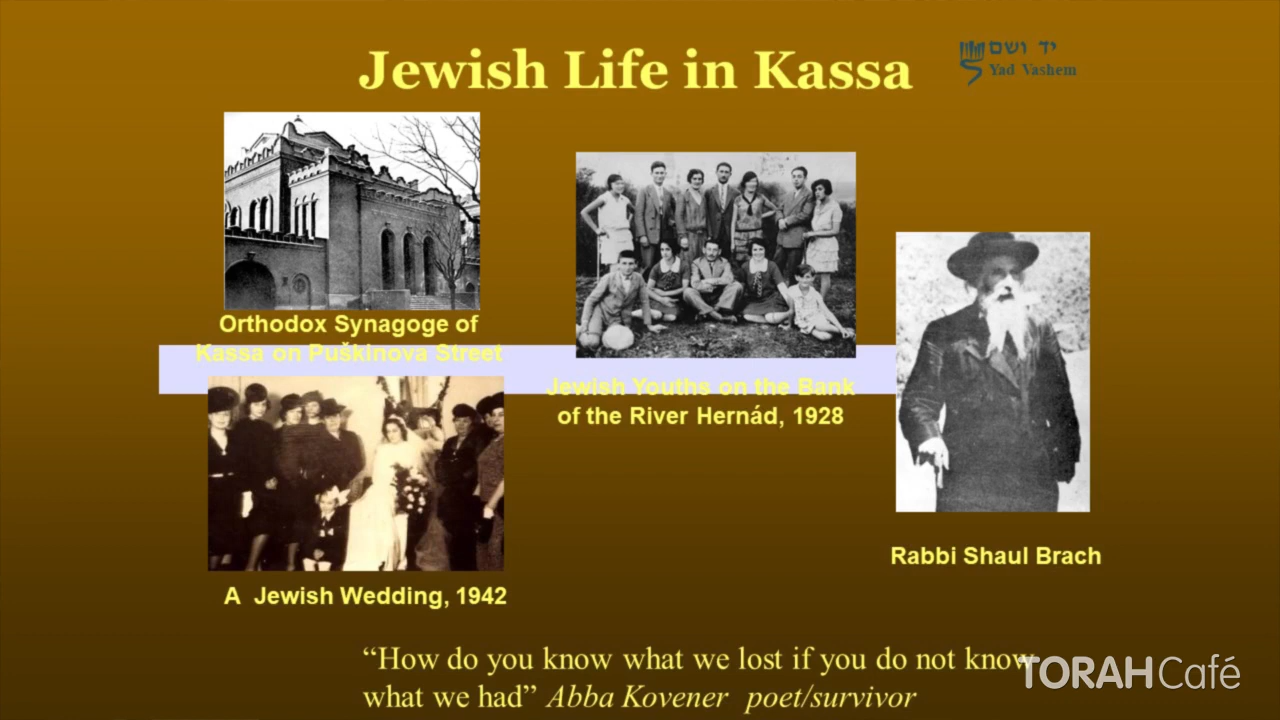 Jewish Life in Kassa
יד ושם
Yad Vashem
Orthodox Synagoge of
Kassa on Puškinova Street
Jewish Youths on the Bank
of the River Hernád, 1928
A Jewish Wedding, 1942
Rabbi Shaul Brach
“How do you know what we lost if you do not know
what we had” Abba Kovener poet/survivor
TORAHCafé